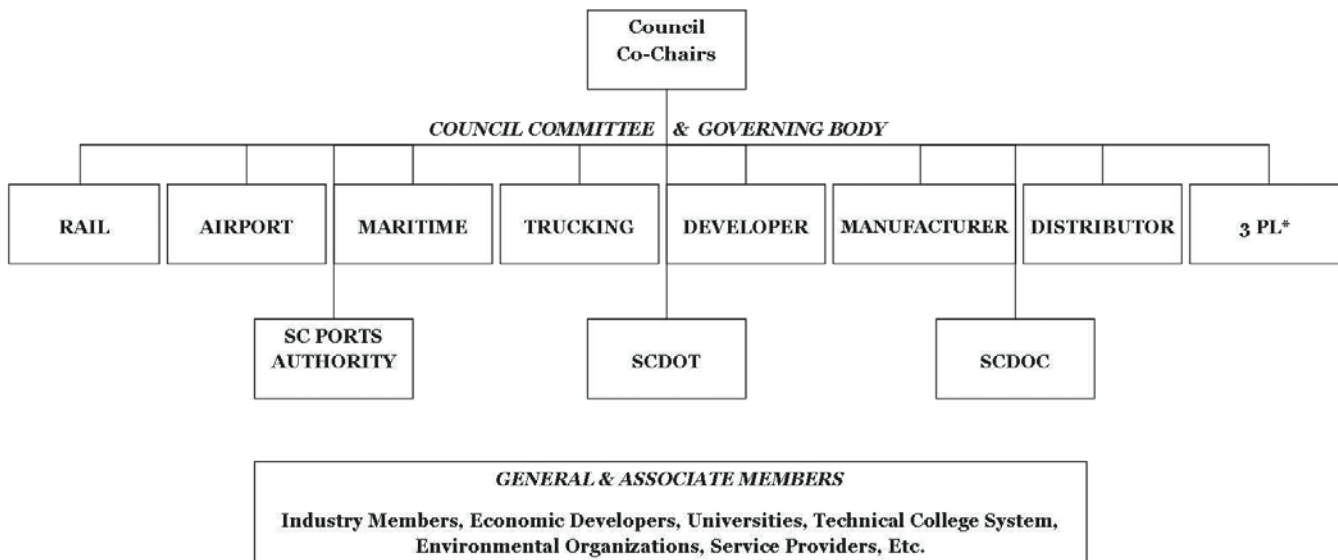 Council
Co-Chairs
COUNCIL COMMITTEE & GOVERNING BODY
RAIL
AIRPORT
MARITIME
TRUCKING
DEVELOPER
MANUFACTURER
DISTRIBUTOR
3 PL*
SC PORTS
AUTHORITY
SCDOT
SCDOC
GENERAL & ASSOCIATE MEMBERS
Industry Members, Economic Developers, Universities, Technical College System,
Environmental Organizations, Service Providers, Etc.